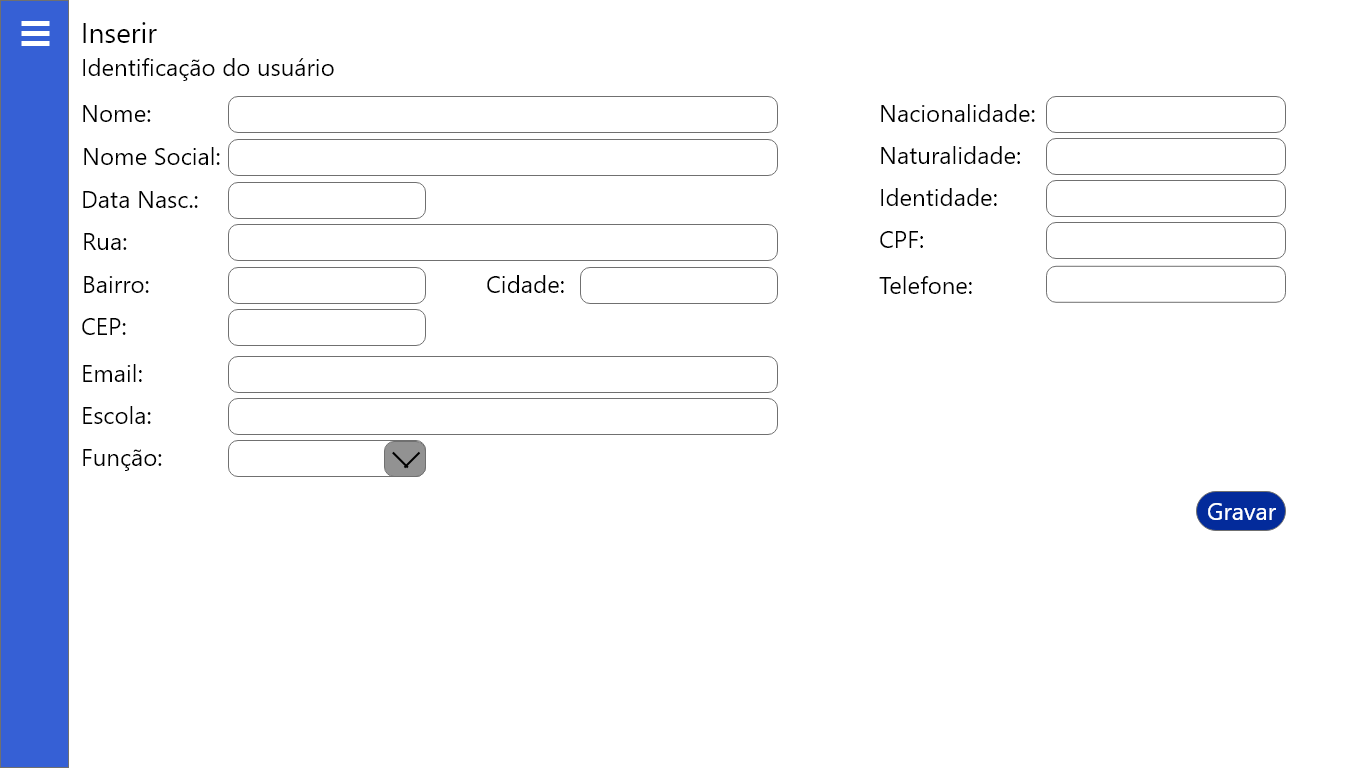 Inserir
Identificação do usuário
Nome:
Nome Social:
Data Nasc.:
Rua:
Bairro:
Cidade:
CEP:
Email:
Escola:
Função:
Nacionalidade:
Naturalidade:
Identidade:
CPF:
Telefone:
Gravar